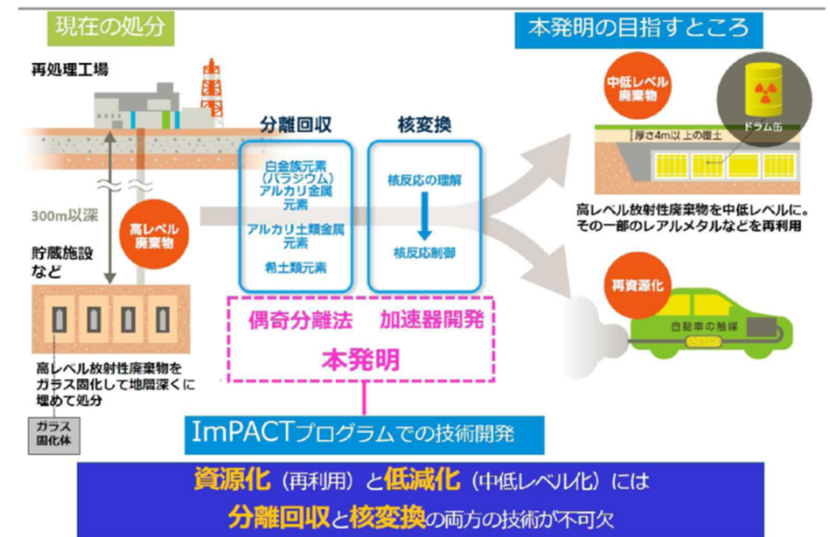 現在の処分
本発明の目指すところ
再処理工場
300m以深
高レベル
廃棄物
貯蔵施設
など
高レベル放射性廃棄物を
ガラス固化して地層深くに
埋めて処分
ガラス
固化体
分離回収
白金族元素
(パラジウム)
アルカリ金属
元素
アルカリ土類金属
元素
希土類元素
核変換
核反応の理解
核反応制御
偶奇分離法
加速器開発
本発明
ImPACTプログラムでの技術開発
中低レベル
廃棄物
ドラム缶
厚さ4m以上の覆土
高レベル放射性廃棄物を中低レベルに。
その一部のレアルメタルなどを再利用
再資源化
自動車の触媒
資源化（再利用）と低減化（中低レベル化）には
分離回収と核変換の両方の技術が不可欠